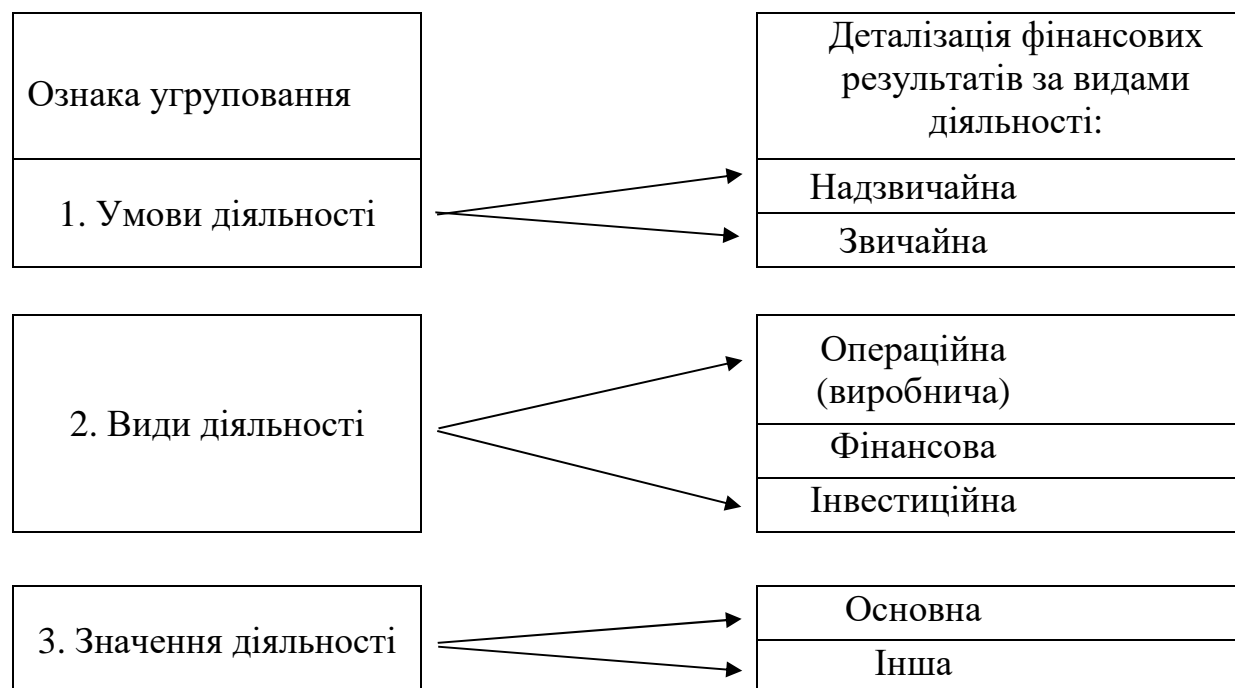 Ознака угруповання
Деталізація фінансових
результатів за видами
діяльності:
1. Умови діяльності
Надзвичайна
Звичайна
2. Види діяльності
Операційна
(виробнича)
Фінансова
Інвестиційна
3. Значення діяльності
Основна
Інша